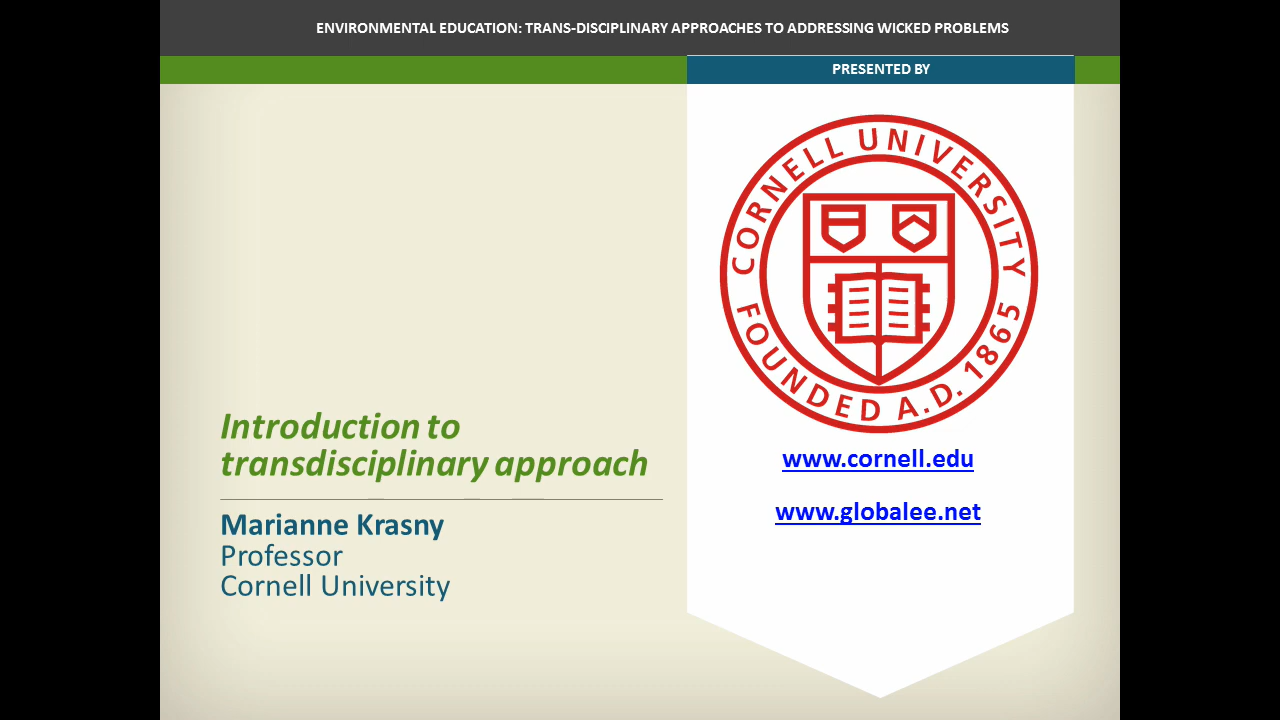 ENVIRONMENTAL EDUCATION: TRANS-DISCIPLINARY APPROACHES TO ADDRESSING WICKED PROBLEMS
PRESENTED BY
CORNELL UNIVERSITY
FOUNDED A.D. 1865
www.cornell.edu
www.globalee.net
Introduction to
transdisciplinary approach
Marianne Krasny
Professor
Cornell University